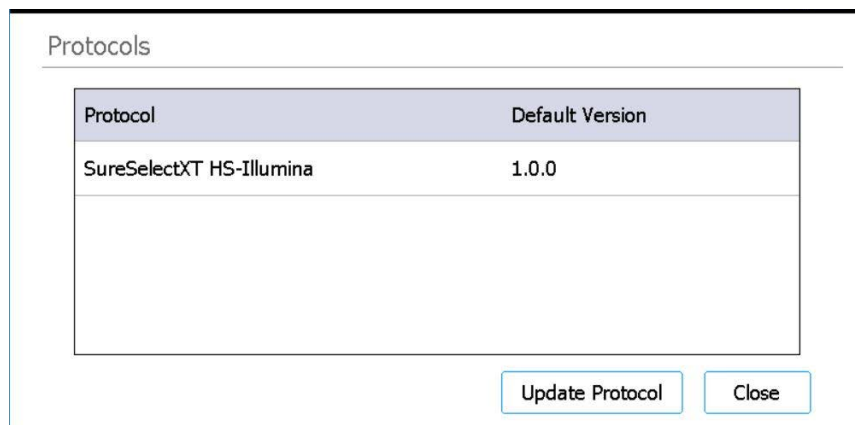 Protocols
Protocol Default Version
SureSelectXT HS-Illumina 1.0.0
Update Protocol Close